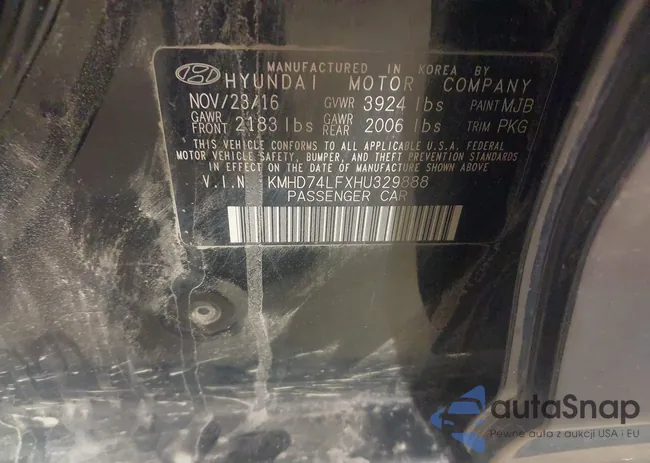 MANUFACTURED IN KOREA BY
HYUNDAI MOTOR COMPANY
NOV/23/16 GVWR 3924 lbs PAINT MJB
GAWR FRONT 2183 lbs GAWR REAR 2006 lbs TRIM PKG
THIS VEHICLE CONFORMS TO ALL APPLICABLE U.S.A. FEDERAL
MOTOR VEHICLE SAFETY, BUMPER, AND THEFT PREVENTION STANDARDS
IN EFFECT ON THE DATE OF MANUFACTURE SHOWN ABOVE
V.I.N KMHD74LFXHU329888
PASSENGER CAR
autaSnap
Pewne auta z aukcji USA i EU